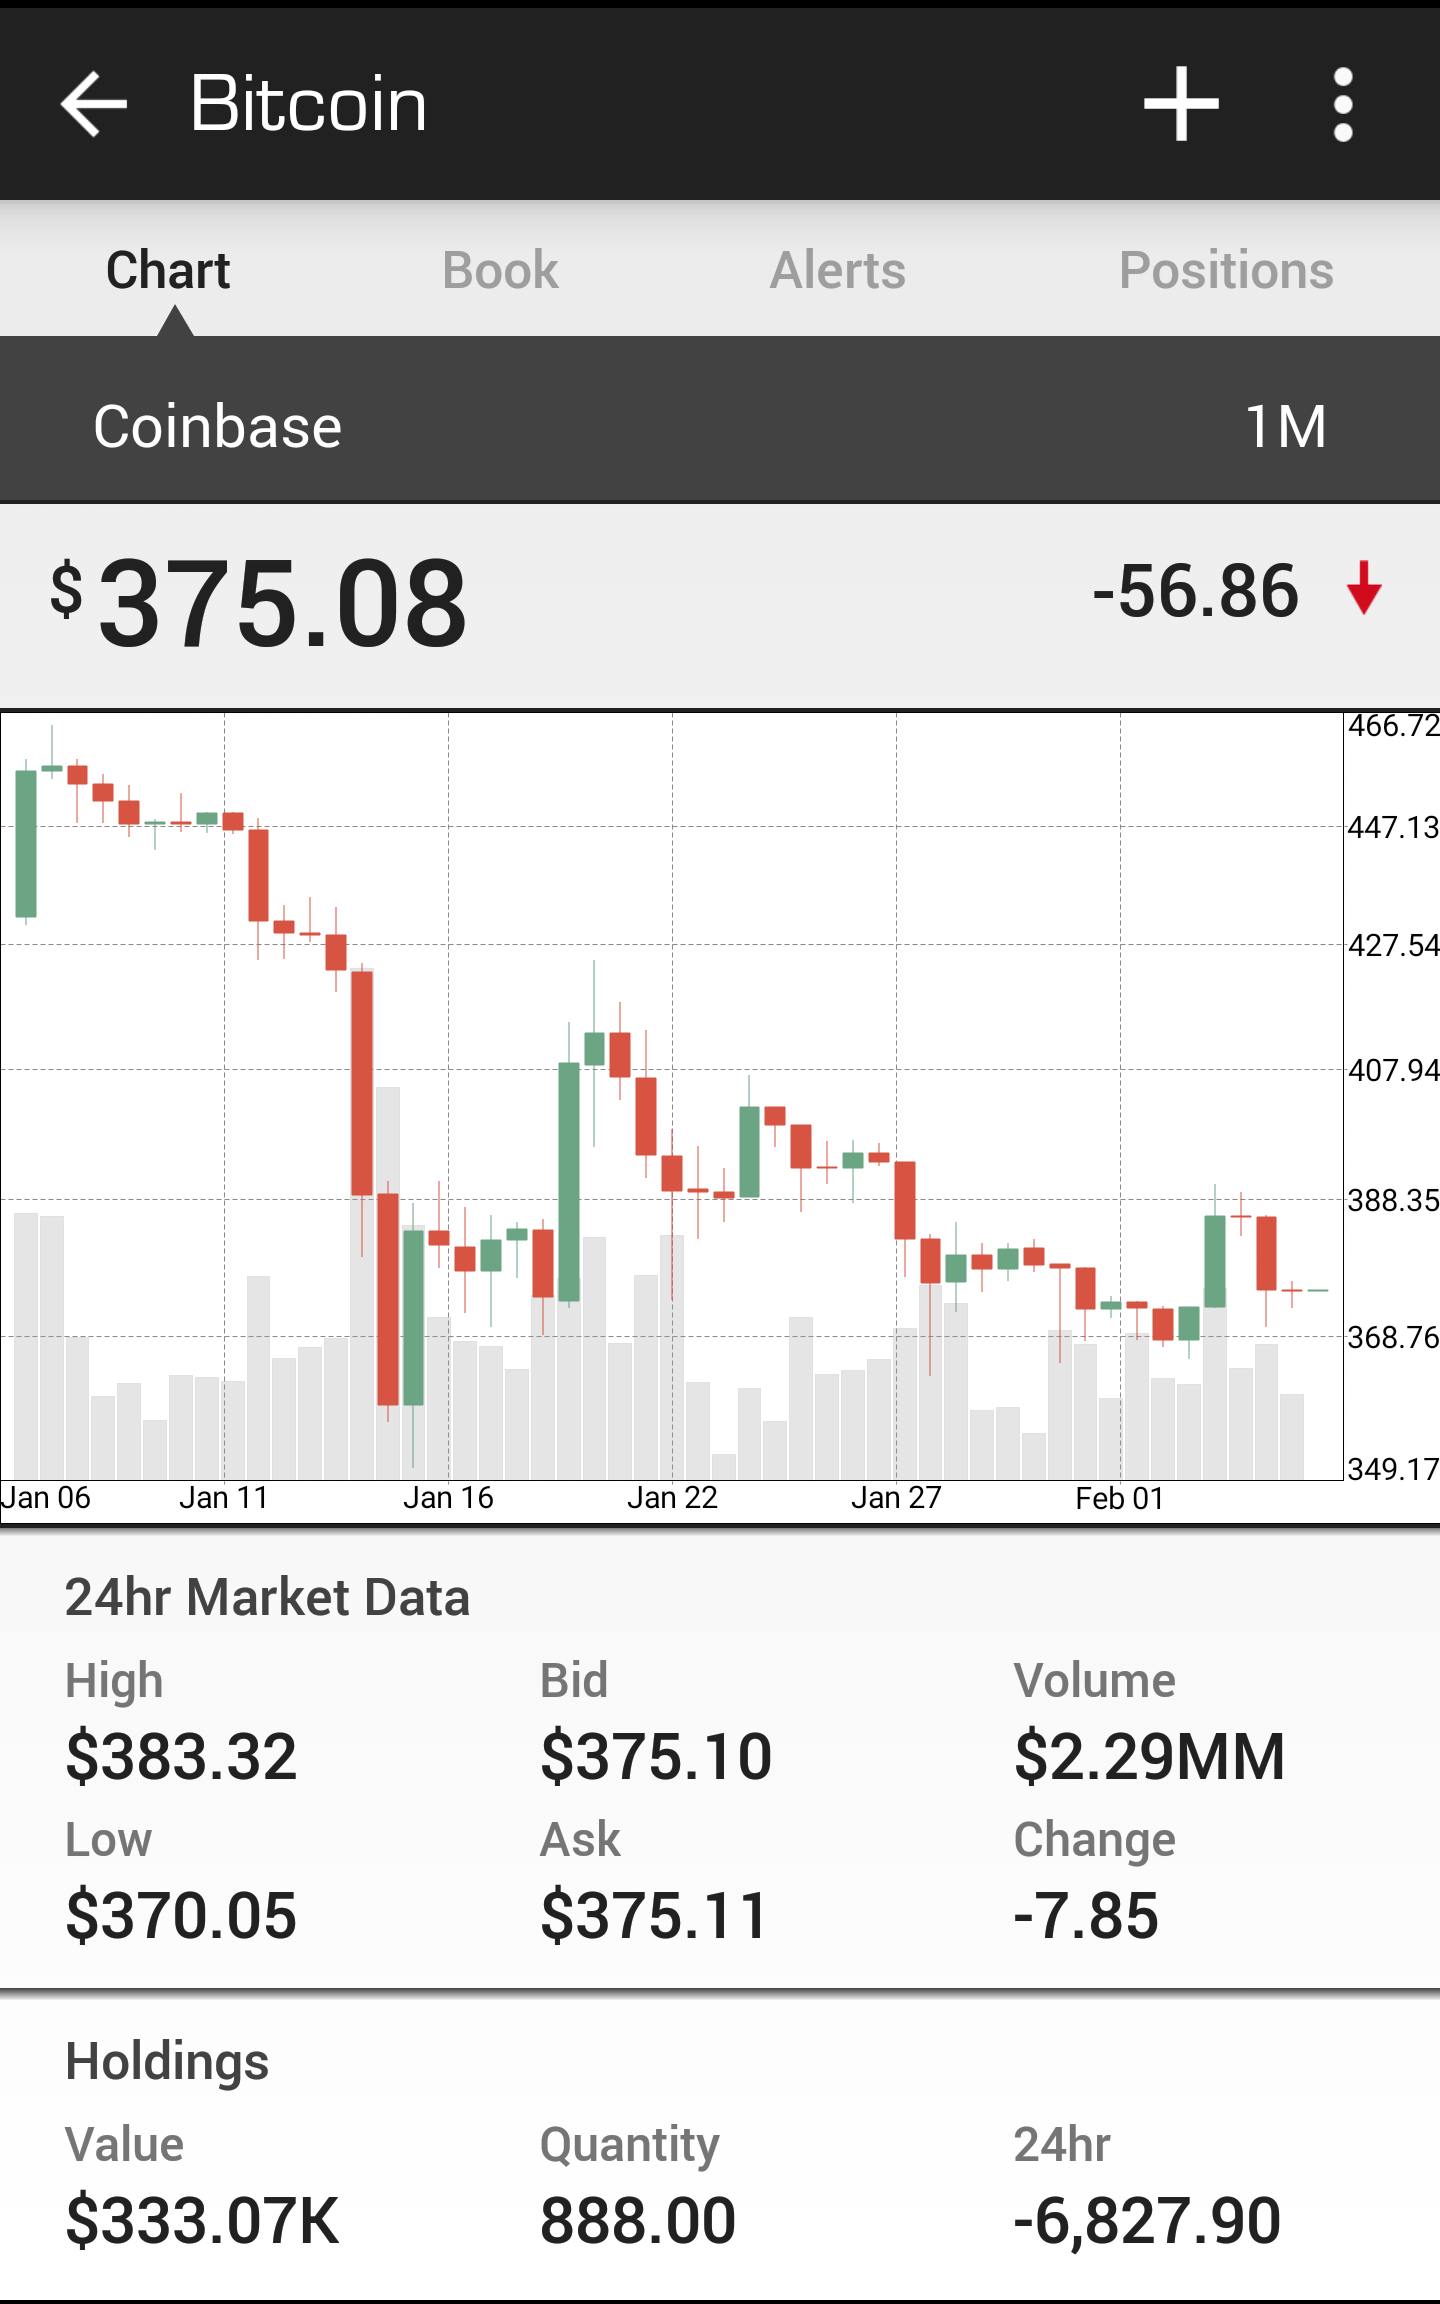 Bitcoin
Chart Book Alerts Positions
Coinbase 1M
$375.08 -56.86
466.72
447.13
427.54
407.94
388.35
368.76
349.17
Jan 06 Jan 11 Jan 16 Jan 22 Jan 27 Feb 01
24hr Market Data
High Bid Volume
$383.32 $375.10 $2.29MM
Low Ask Change
$370.05 $375.11 -7.85
Holdings
Value Quantity 24hr
$333.07K 888.00 -6,827.90